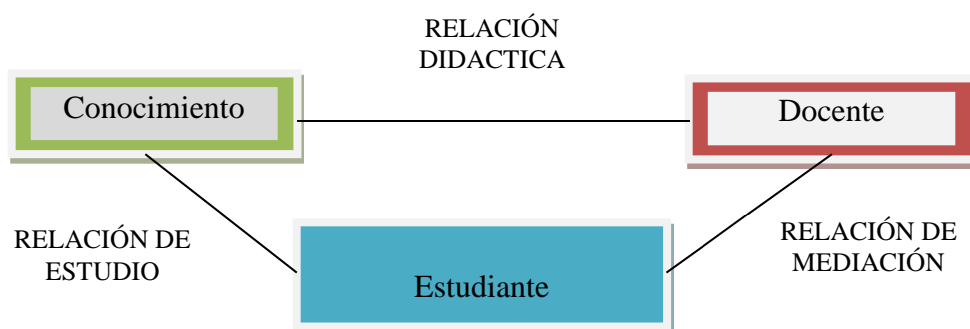 RELACIÓN
DIDACTICA
Conocimiento
Docente
RELACIÓN DE
ESTUDIO
RELACIÓN DE
MEDIACIÓN
Estudiante